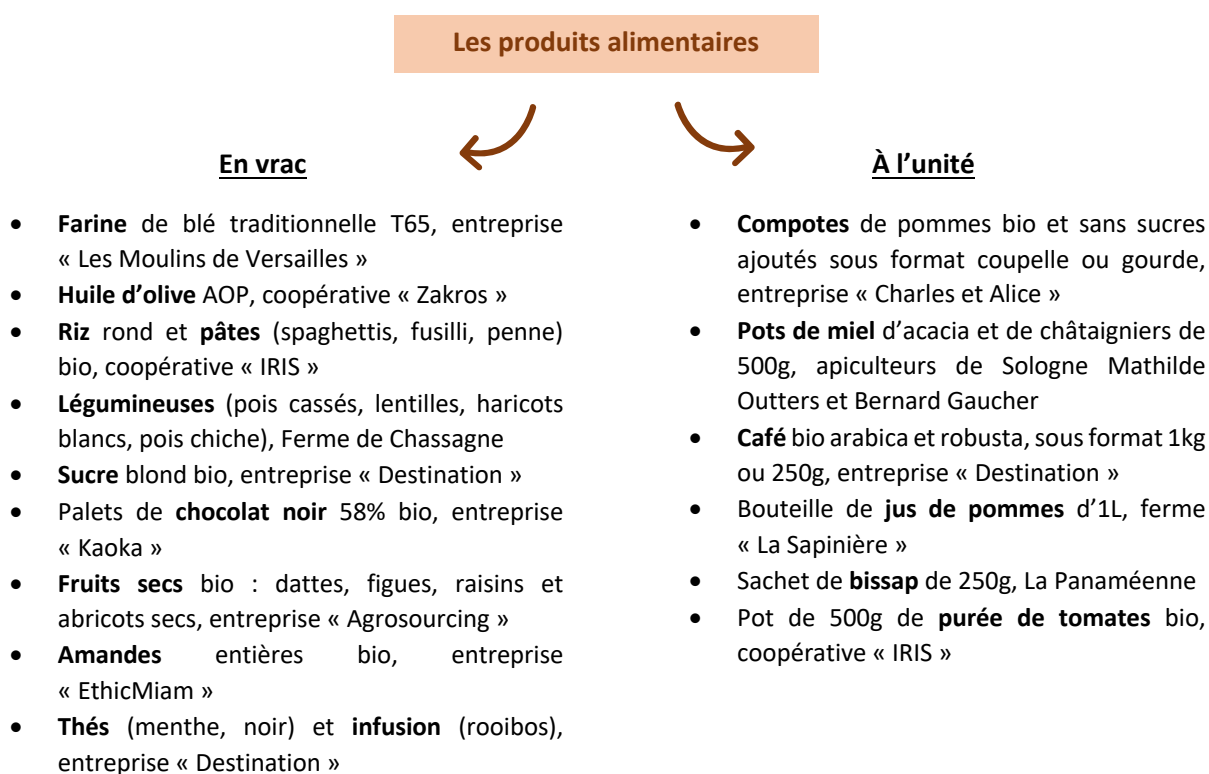 Les produits alimentaires
En vrac
• Farine de blé traditionnelle T65, entreprise
« Les Moulins de Versailles »
• Huile d’olive AOP, coopérative « Zakros »
• Riz rond et pâtes (spaghettis, fusilli, penne)
bio, coopérative « IRIS »
• Légumineuses (pois cassés, lentilles, haricots
blancs, pois chiche), Ferme de Chassagne
• Sucre blond bio, entreprise « Destination »
• Palets de chocolat noir 58% bio, entreprise
« Kaoka »
• Fruits secs bio : dattes, figues, raisins et
abricots secs, entreprise « Agrosourcing »
• Amandes entières bio, entreprise
« EthicMiam »
• Thés (menthe, noir) et infusion (rooibos),
entreprise « Destination »
À l’unité
• Compotes de pommes bio et sans sucres
ajoutés sous format coupelle ou gourde,
entreprise « Charles et Alice »
• Pots de miel d’acacia et de châtaigniers de
500g, apiculteurs de Sologne Mathilde
Outters et Bernard Gaucher
• Café bio arabica et robusta, sous format 1kg
ou 250g, entreprise « Destination »
• Bouteille de jus de pommes d’1L, ferme
« La Sapinière »
• Sachet de bissap de 250g, La Panaméenne
• Pot de 500g de purée de tomates bio,
coopérative « IRIS »